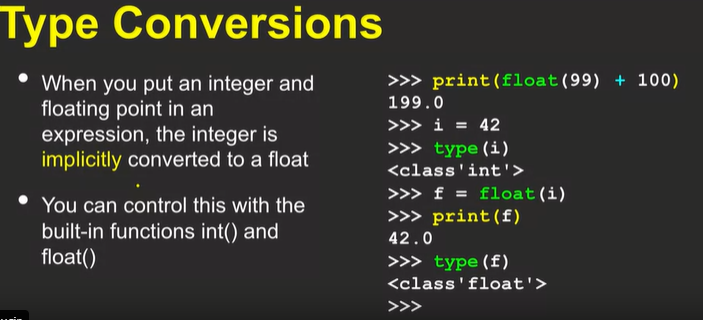 Type Conversions
• When you put an integer and
floating point in an
expression, the integer is
implicitly converted to a float
• You can control this with the
built-in functions int() and
float()
>>> print(float(99) + 100)
199.0
>>> i = 42
>>> type(i)
<class'int'>
>>> f = float(i)
>>> print(f)
42.0
>>> type(f)
<class'float'>
>>>